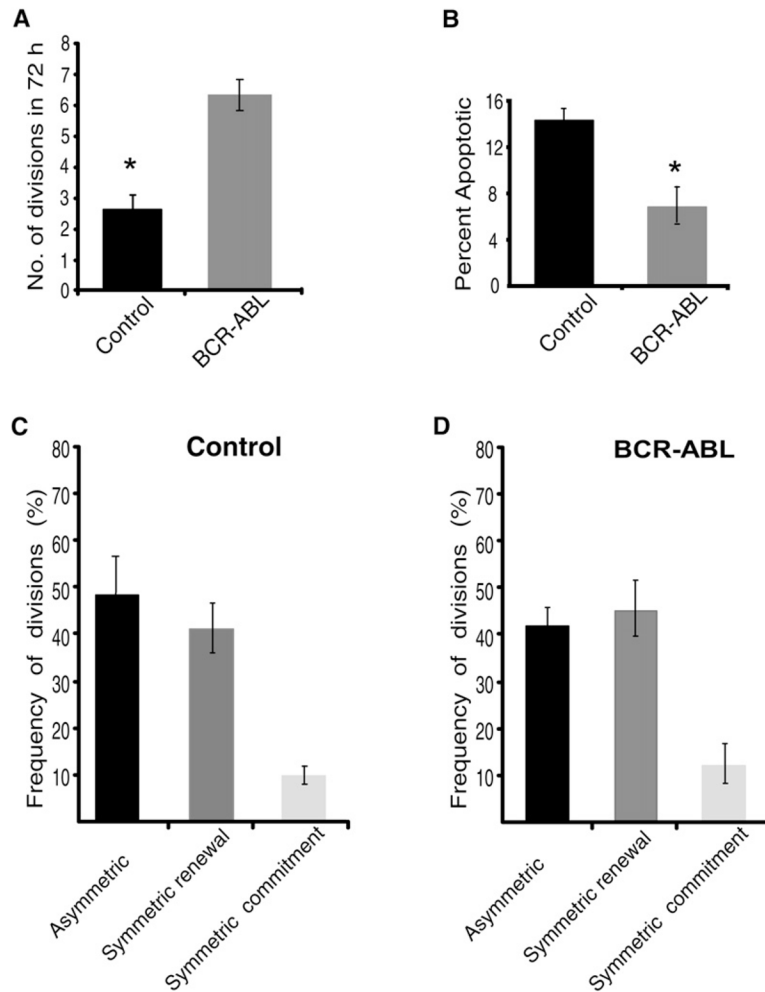 A
No. of divisions in 72 h
8
7
6
5
4
3
2
1
0
*
Control
BCR-ABL
B
Percent Apoptotic
16
12
8
4
0
*
Control
BCR-ABL
C
Control
Frequency of divisions (%)
80
70
60
50
40
30
20
10
Asymmetric
Symmetric renewal
Symmetric commitment
D
BCR-ABL
Frequency of divisions (%)
80
70
60
50
40
30
20
10
Asymmetric
Symmetric renewal
Symmetric commitment